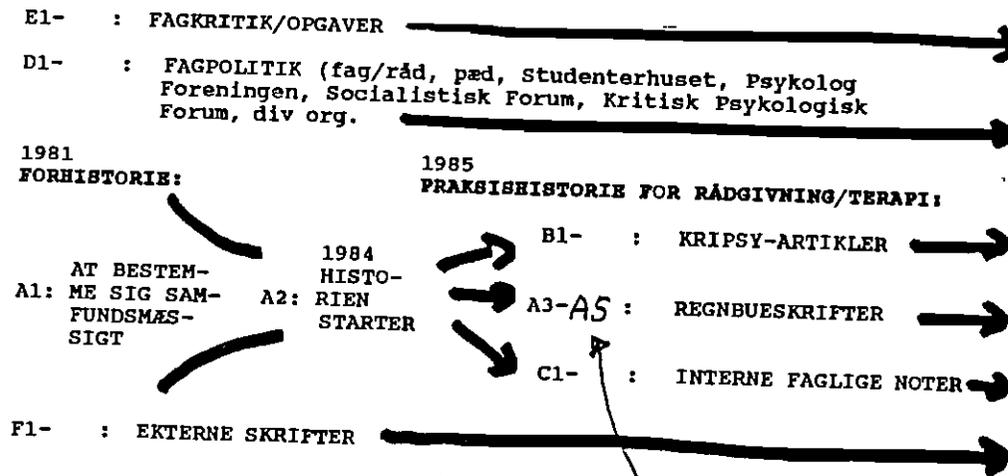 E1- : FAGKRITIK/OPGAVER
D1- : FAGPOLITIK (fag/råd, pæd, Studenterhuset, Psykolog
Foreningen, Socialistisk Forum, Kritisk Psykologisk
Forum, div org.
1981
FORHISTORIE:
1985
PRAKSISHISTORIE FOR RÅDGIVNING/TERAPI:
A1: AT BESTEM-
ME SIG SAM-
FUNDSMÆS-
SIGT
A2: 1984
HISTO-
RIEN
STARTER
B1- : KRIPSY-ARTIKLER
A3-A5 : REGNBUESKRIFTER
C1- : INTERNE FAGLIGE NOTER
F1- : EKTERNE SKRIFTER